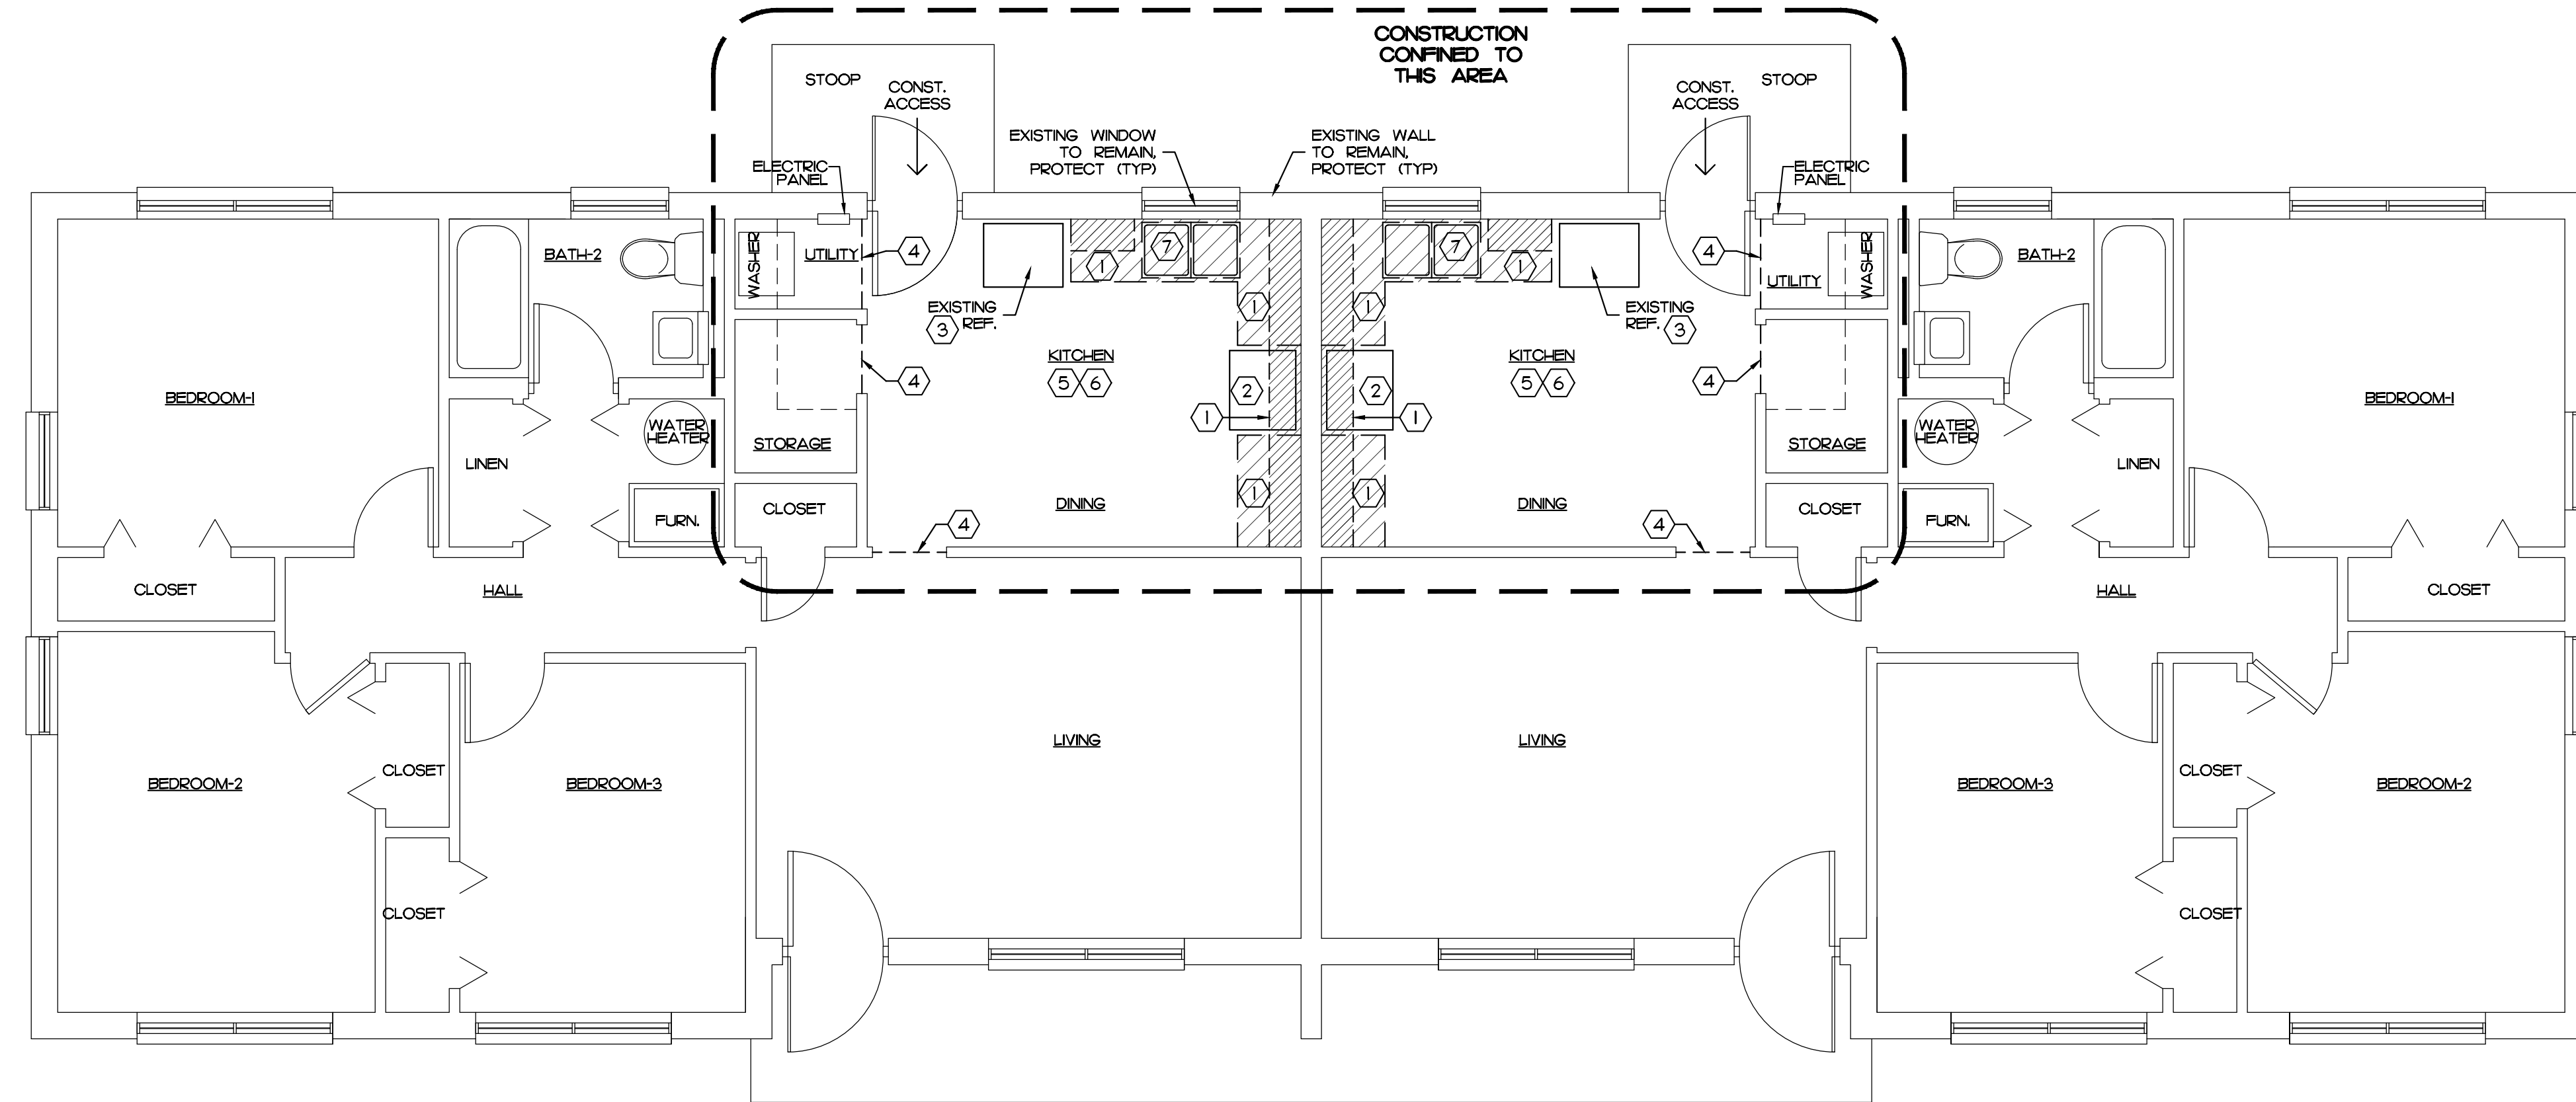 CONSTRUCTION
CONFINED TO
THIS AREA
STOOP
CONST.
ACCESS
EXISTING WINDOW
TO REMAIN,
PROTECT (TYP)
EXISTING WALL
TO REMAIN,
PROTECT (TYP)
CONST.
ACCESS
STOOP
ELECTRIC
PANEL
ELECTRIC
PANEL
BATH-2
WASHER
UTILITY
4
1
7
7
1
4
UTILITY
WASHER
BATH-2
EXISTING
REF.
3
1
1
EXISTING
REF.
3
KITCHEN
5
6
2
2
KITCHEN
5
6
4
4
1
1
BEDROOM-1
WATER
HEATER
STORAGE
STORAGE
WATER
HEATER
BEDROOM-1
LINEN
LINEN
FURN.
CLOSET
DINING
1
1
DINING
CLOSET
FURN.
4
4
CLOSET
HALL
HALL
CLOSET
LIVING
LIVING
BEDROOM-2
CLOSET
BEDROOM-3
BEDROOM-3
CLOSET
BEDROOM-2
CLOSET
CLOSET